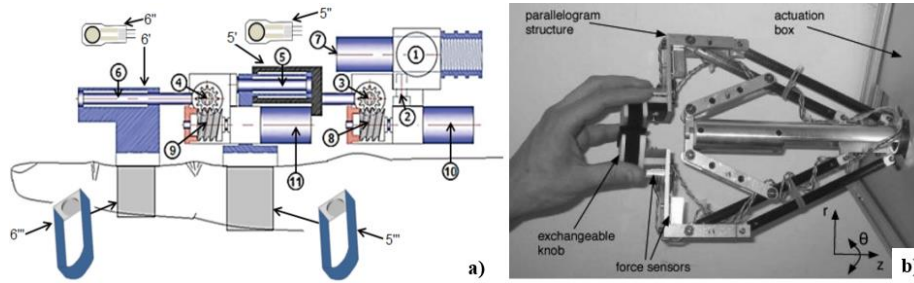 6''
5''
6'
5'
7
1
6
4
5
3
2
9
8
11
10
6'''
5'''
a)
parallelogram
structure
actuation
box
exchangeable
knob
force sensors
r
θ
z
b)